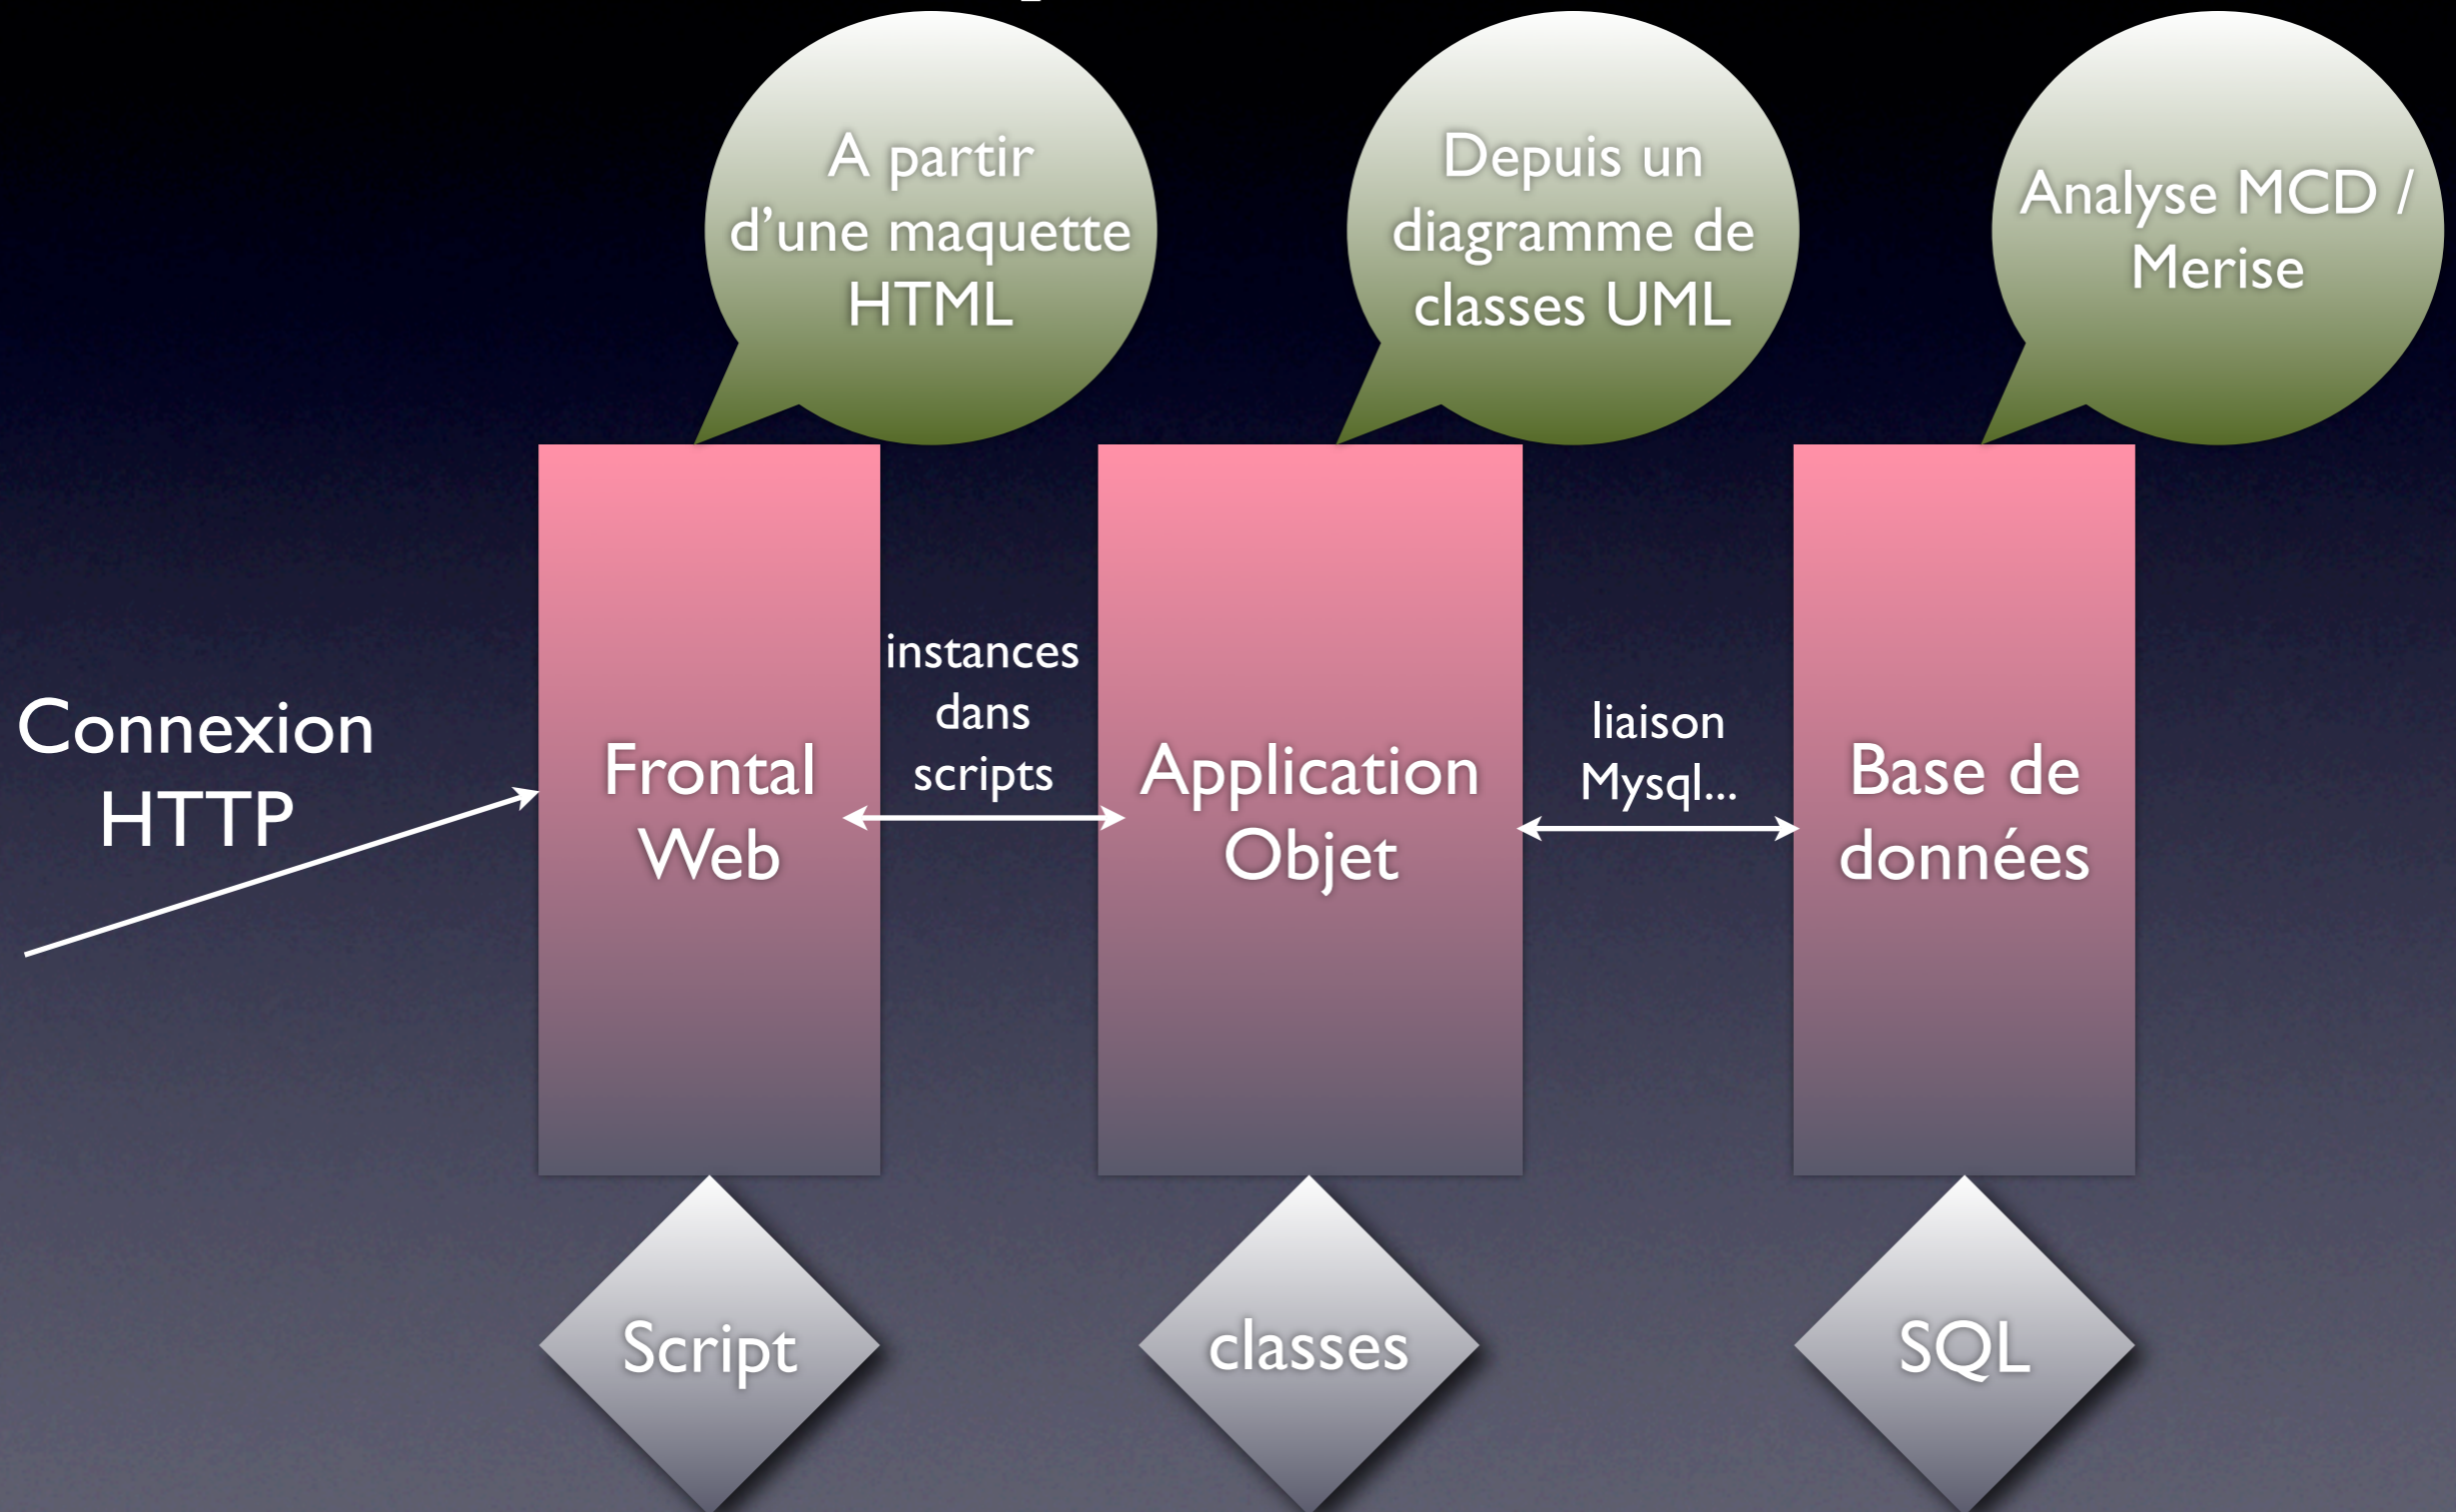 A partir
d'une maquette
HTML
Depuis un
diagramme de
classes UML
Analyse MCD /
Merise
Connexion
HTTP
Frontal
Web
instances
dans
scripts
Application
Objet
liaison
Mysql...
Base de
données
Script
classes
SQL